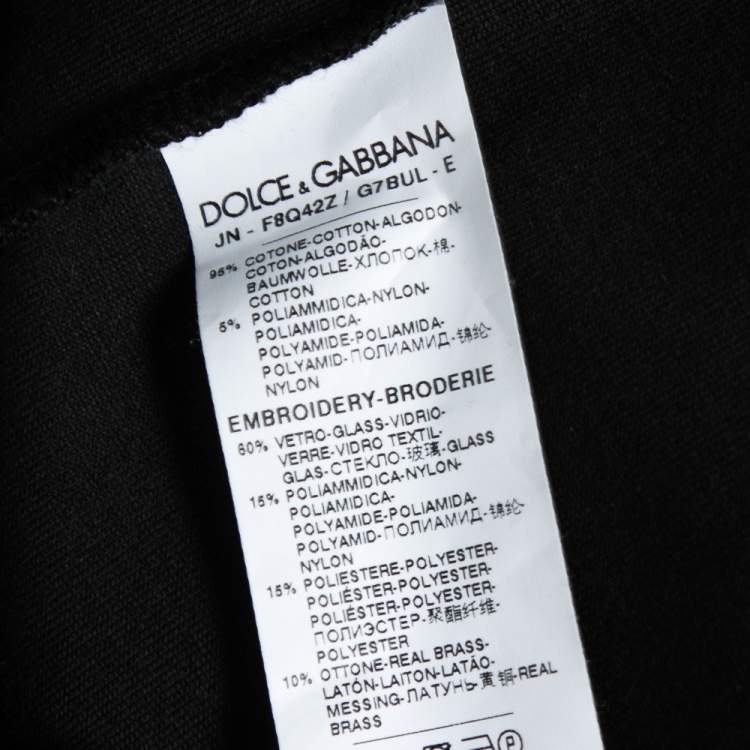 DOLCE & GABBANA
JN - F8Q42Z / G7BUL - E
95% COTONE-COTTON-ALGODON-
COTON-ALGODÃO-
BAUMWOLLE-ХЛОПОК-棉-
COTTON
5% POLIAMMIDICA-NYLON-
POLIAMIDICA-
POLYAMIDE-POLIAMIDA-
POLYAMID-ПОЛИАМИД-锦纶-
NYLON
EMBROIDERY-BRODERIE
60% VETRO-GLASS-VIDRIO-
VERRE-VIDRO TEXTIL-
GLAS-СТЕКЛО-玻璃-GLASS
15% POLIAMMIDICA-NYLON-
POLIAMIDICA-
POLYAMIDE-POLIAMIDA-
POLYAMID-ПОЛИАМИД-锦纶-
NYLON
15% POLIESTERE-POLYESTER-
POLIÉSTER-POLYESTER-
POLIÉSTER-POLYESTER-
ПОЛИЭСТЕР-聚酯纤维-
POLYESTER
10% OTTONE-REAL BRASS-
LATÓN-LAITON-LATÃO-
MESSING-ЛАТУНЬ-黄铜-REAL
BRASS